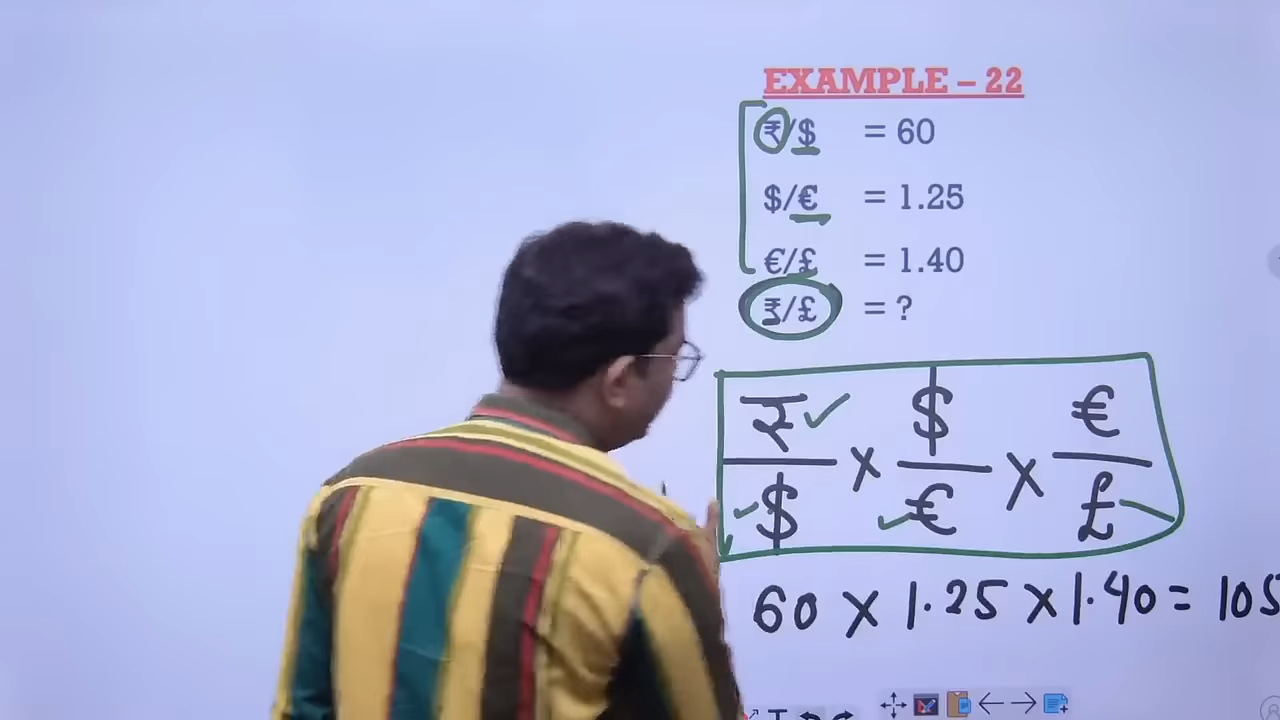 EXAMPLE – 22
₹/$ = 60
$/€ = 1.25
€/£ = 1.40
₹/£ = ?
₹/$ × $/€ × €/£
60 × 1.25 × 1.40 = 105